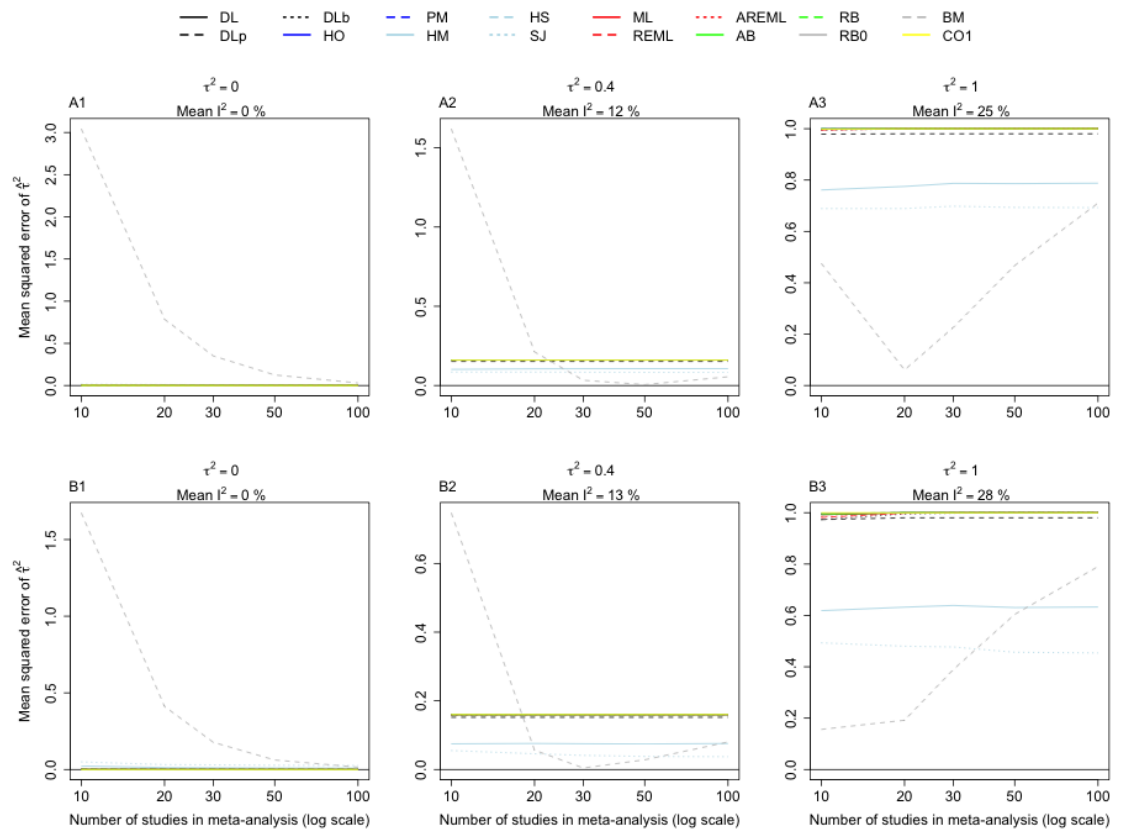 DL DLb PM HS ML AREML RB BM
DLp HO HM SJ REML AB RB0 CO1
A1
τ² = 0
Mean I² = 0 %
A2
τ² = 0.4
Mean I² = 12 %
A3
τ² = 1
Mean I² = 25 %
Mean squared error of τ̂²
3.0
2.5
2.0
1.5
1.0
0.5
0.0
10 20 30 50 100
1.5
1.0
0.5
0.0
10 20 30 50 100
1.0
0.8
0.6
0.4
0.2
0.0
10 20 30 50 100
B1
τ² = 0
Mean I² = 0 %
B2
τ² = 0.4
Mean I² = 13 %
B3
τ² = 1
Mean I² = 28 %
Mean squared error of τ̂²
1.5
1.0
0.5
0.0
10 20 30 50 100
Number of studies in meta-analysis (log scale)
0.6
0.4
0.2
0.0
10 20 30 50 100
Number of studies in meta-analysis (log scale)
1.0
0.8
0.6
0.4
0.2
0.0
10 20 30 50 100
Number of studies in meta-analysis (log scale)